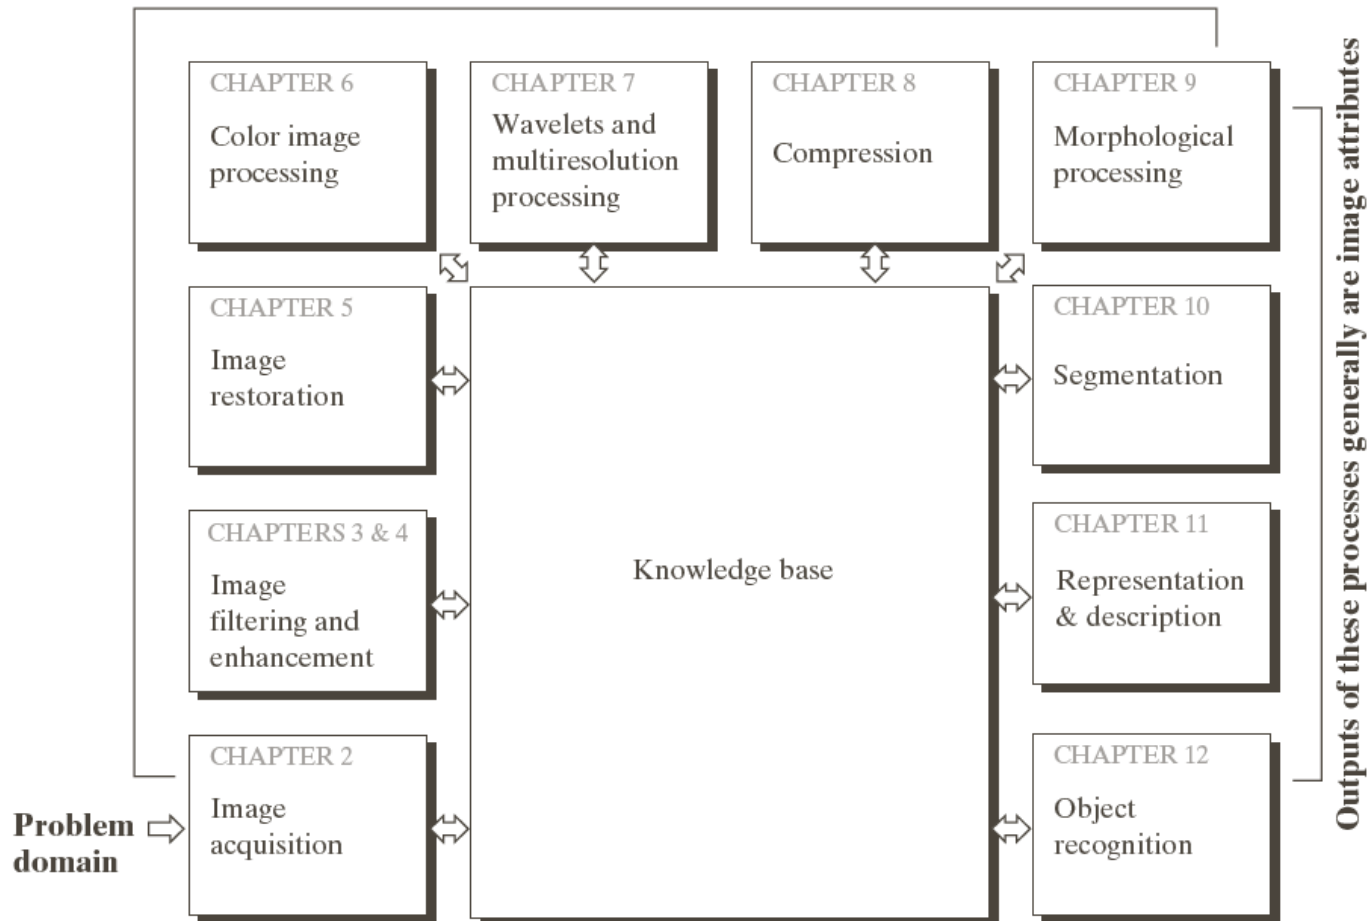 CHAPTER 6
Color image
processing
CHAPTER 7
Wavelets and
multiresolution
processing
CHAPTER 8
Compression
CHAPTER 9
Morphological
processing
CHAPTER 5
Image
restoration
CHAPTER 10
Segmentation
CHAPTERS 3 & 4
Image
filtering and
enhancement
Knowledge base
CHAPTER 11
Representation
& description
CHAPTER 2
Image
acquisition
CHAPTER 12
Object
recognition
Problem
domain
Outputs of these processes generally are image attributes